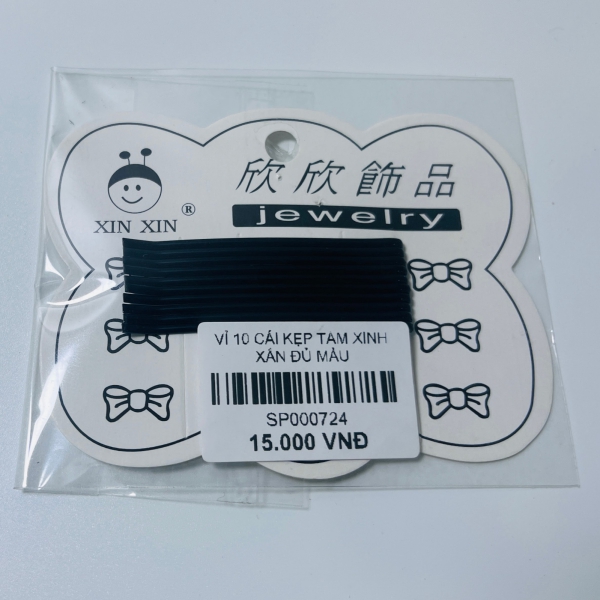 欣欣飾品
XIN XIN ®
jewelry
VỈ 10 CÁI KẸP TAM XINH
XẮN ĐỦ MÀU
SP000724
15.000 VNĐ